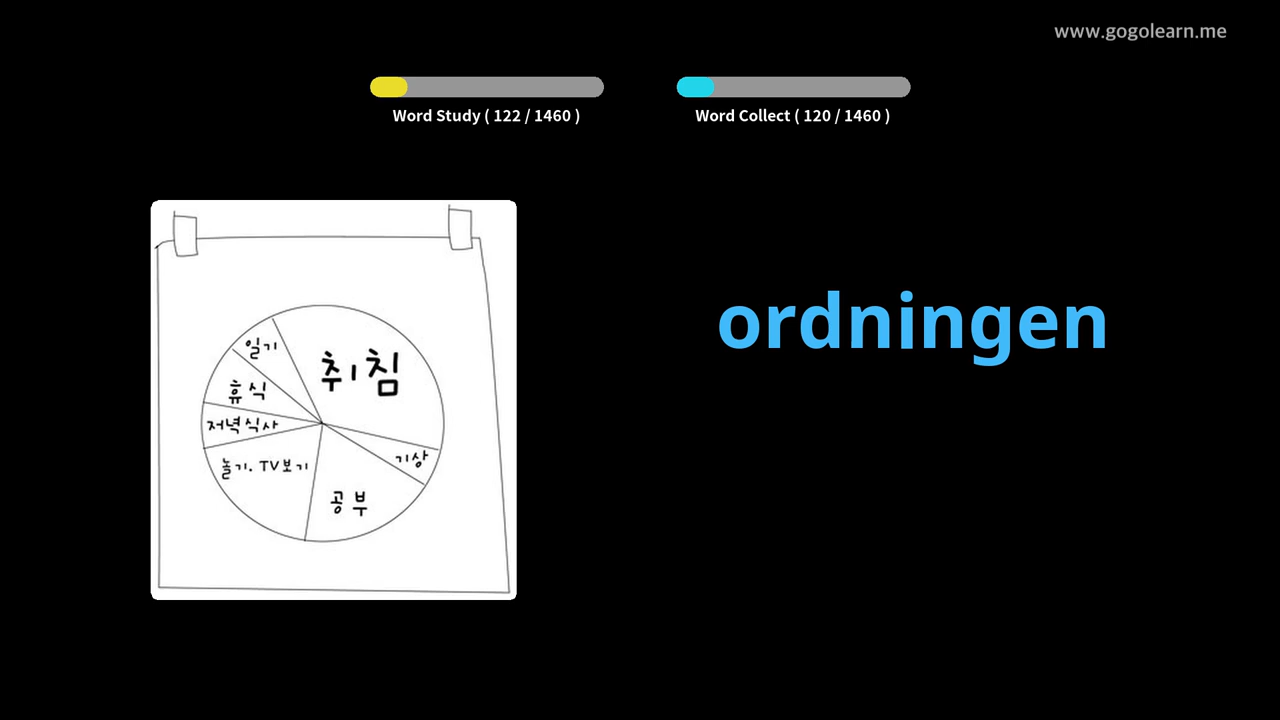 www.gogolearn.me
Word Study ( 122 / 1460 )
Word Collect ( 120 / 1460 )
ordningen
일기
취침
휴식
저녁식사
놀기. TV보기
기상
공부